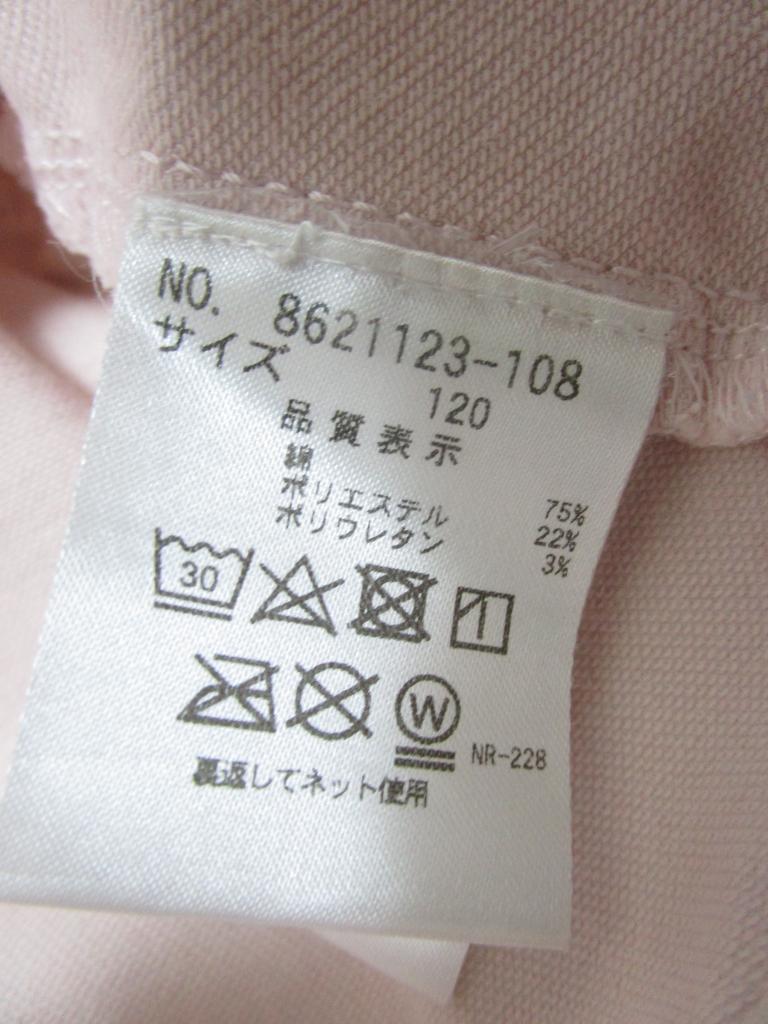 NO. 8621123-108
サイズ 120
品質表示
綿 75%
ポリエステル 22%
ポリウレタン 3%
30
W NR-228
裏返してネット使用